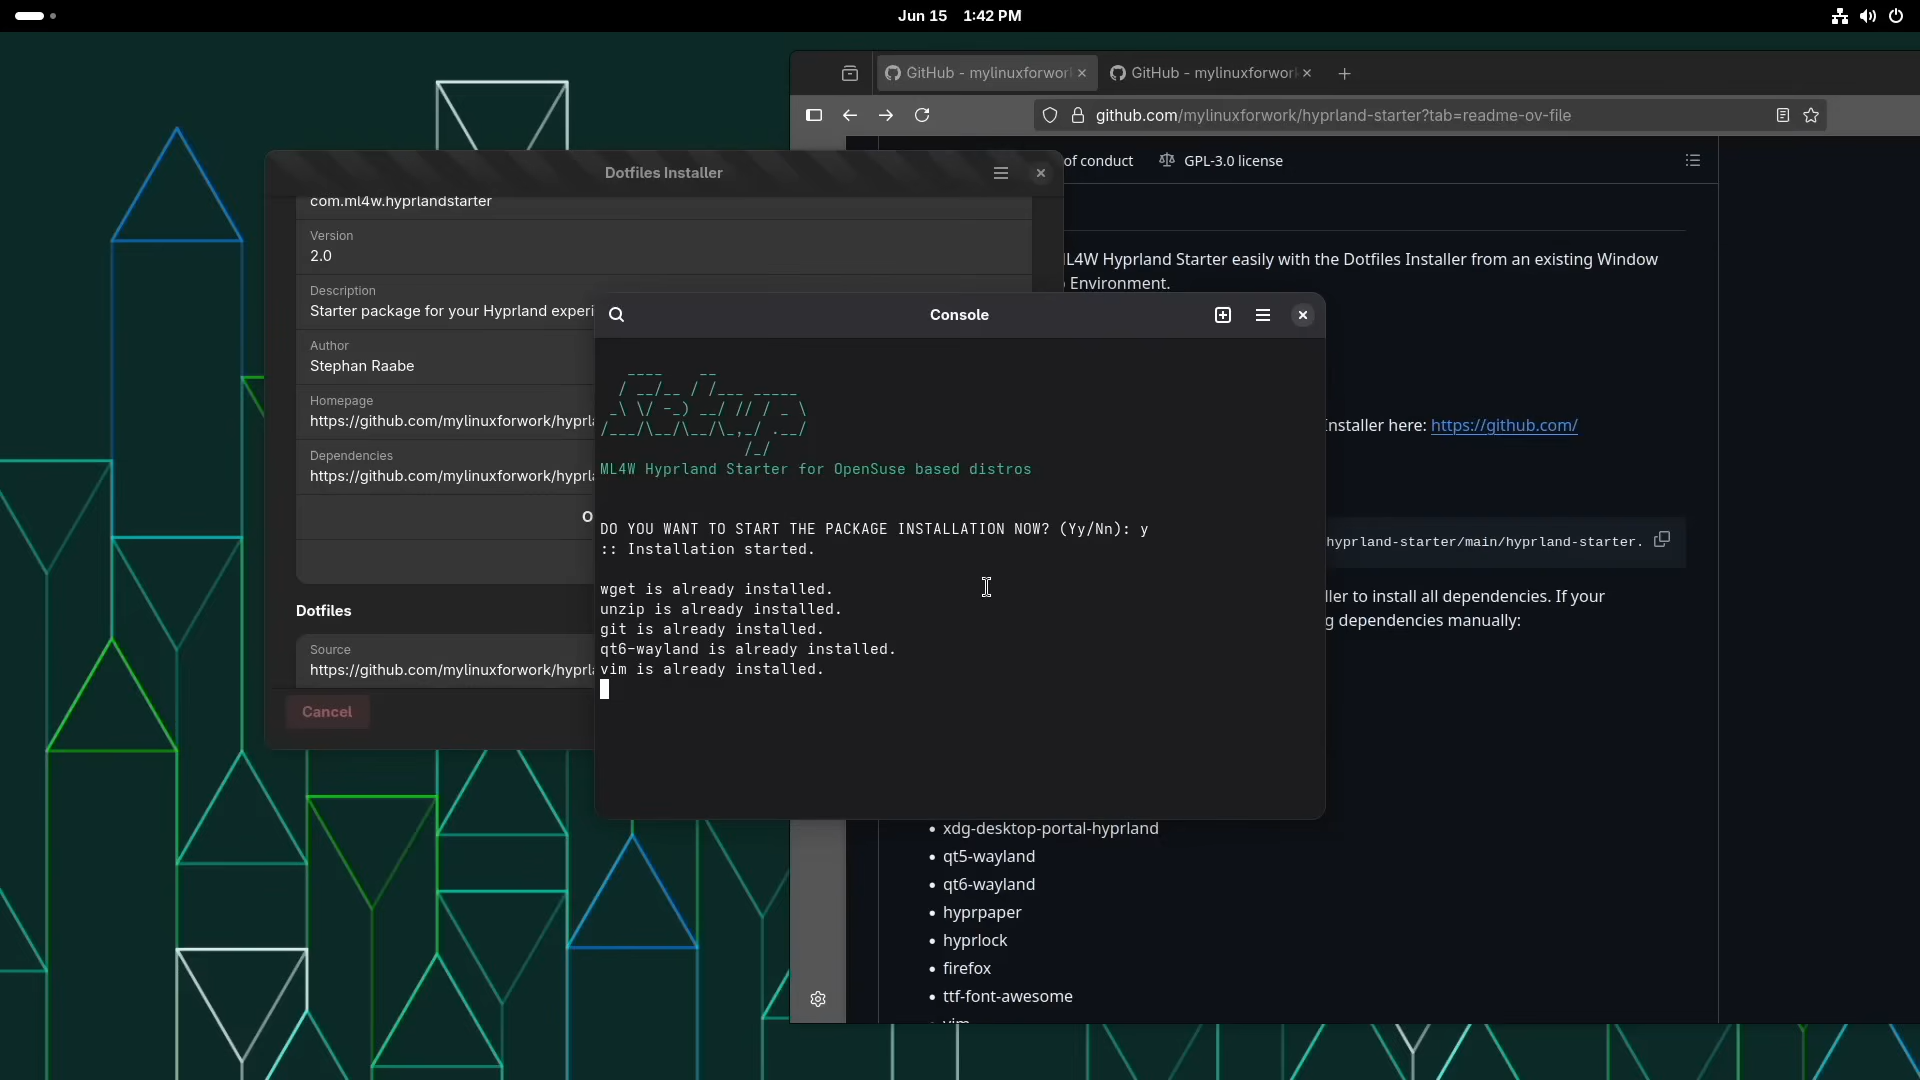 Jun 15 1:42 PM
GitHub - mylinuxforwor
GitHub - mylinuxforwor
github.com/mylinuxforwork/hyprland-starter?tab=readme-ov-file
of conduct
GPL-3.0 license
Dotfiles Installer
com.ml4w.hyprlandstarter
Version
2.0
Description
Starter package for your Hyprland experi
Author
Stephan Raabe
Homepage
https://github.com/mylinuxforwork/hyprl
Dependencies
https://github.com/mylinuxforwork/hyprl
O
Dotfiles
Source
https://github.com/mylinuxforwork/hyprl
Cancel
L4W Hyprland Starter easily with the Dotfiles Installer from an existing Window
Environment.
Console
Setup
ML4W Hyprland Starter for OpenSuse based distros
DO YOU WANT TO START THE PACKAGE INSTALLATION NOW? (Yy/Nn): y
:: Installation started.
wget is already installed.
unzip is already installed.
git is already installed.
qt6-wayland is already installed.
vim is already installed.
nstaller here: https://github.com/
hyprland-starter/main/hyprland-starter.
ller to install all dependencies. If your
g dependencies manually:
• xdg-desktop-portal-hyprland
• qt5-wayland
• qt6-wayland
• hyprpaper
• hyprlock
• firefox
• ttf-font-awesome
• vim